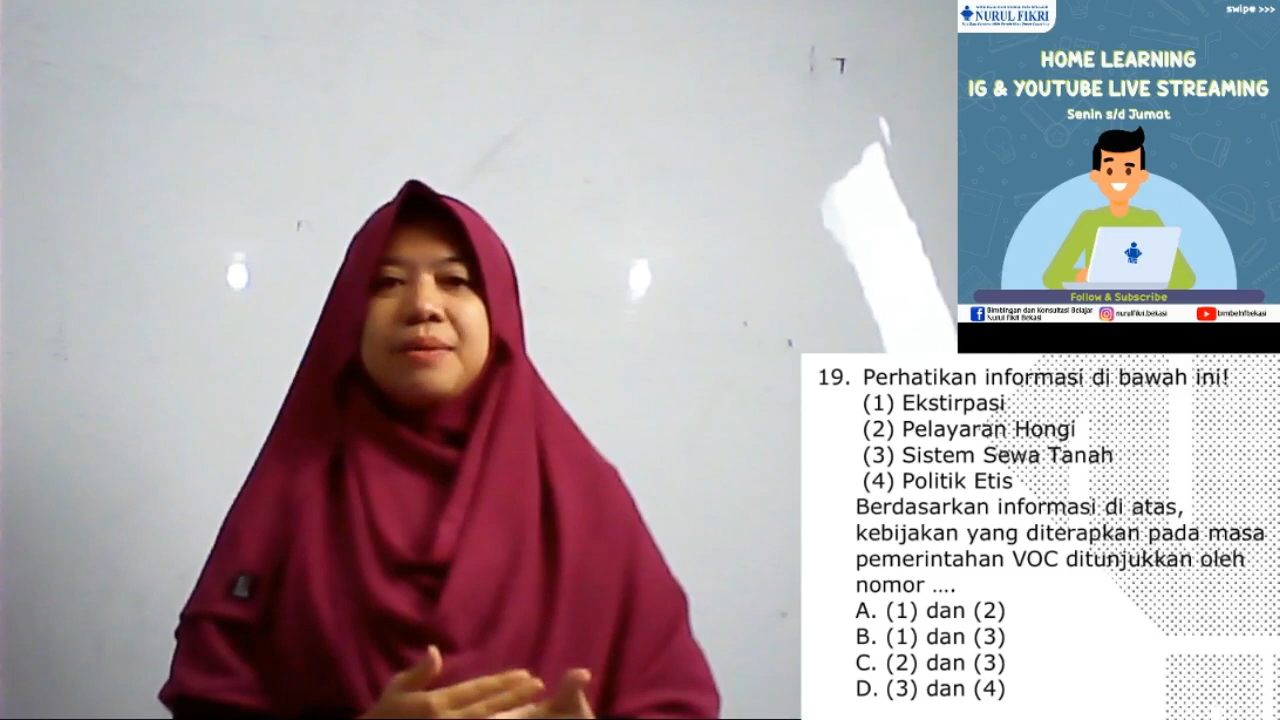 NURUL FIKRI
swipe >>>
HOME LEARNING
IG & YOUTUBE LIVE STREAMING
Senin s/d Jumat
Follow & Subscribe
Bimbingan dan Konsultasi Belajar
Nurul Fikri Bekasi
nurulfikri.bekasi
bimbelnfbekasi
19. Perhatikan informasi di bawah ini!
(1) Ekstirpasi
(2) Pelayaran Hongi
(3) Sistem Sewa Tanah
(4) Politik Etis
Berdasarkan informasi di atas,
kebijakan yang diterapkan pada masa
pemerintahan VOC ditunjukkan oleh
nomor ....
A. (1) dan (2)
B. (1) dan (3)
C. (2) dan (3)
D. (3) dan (4)